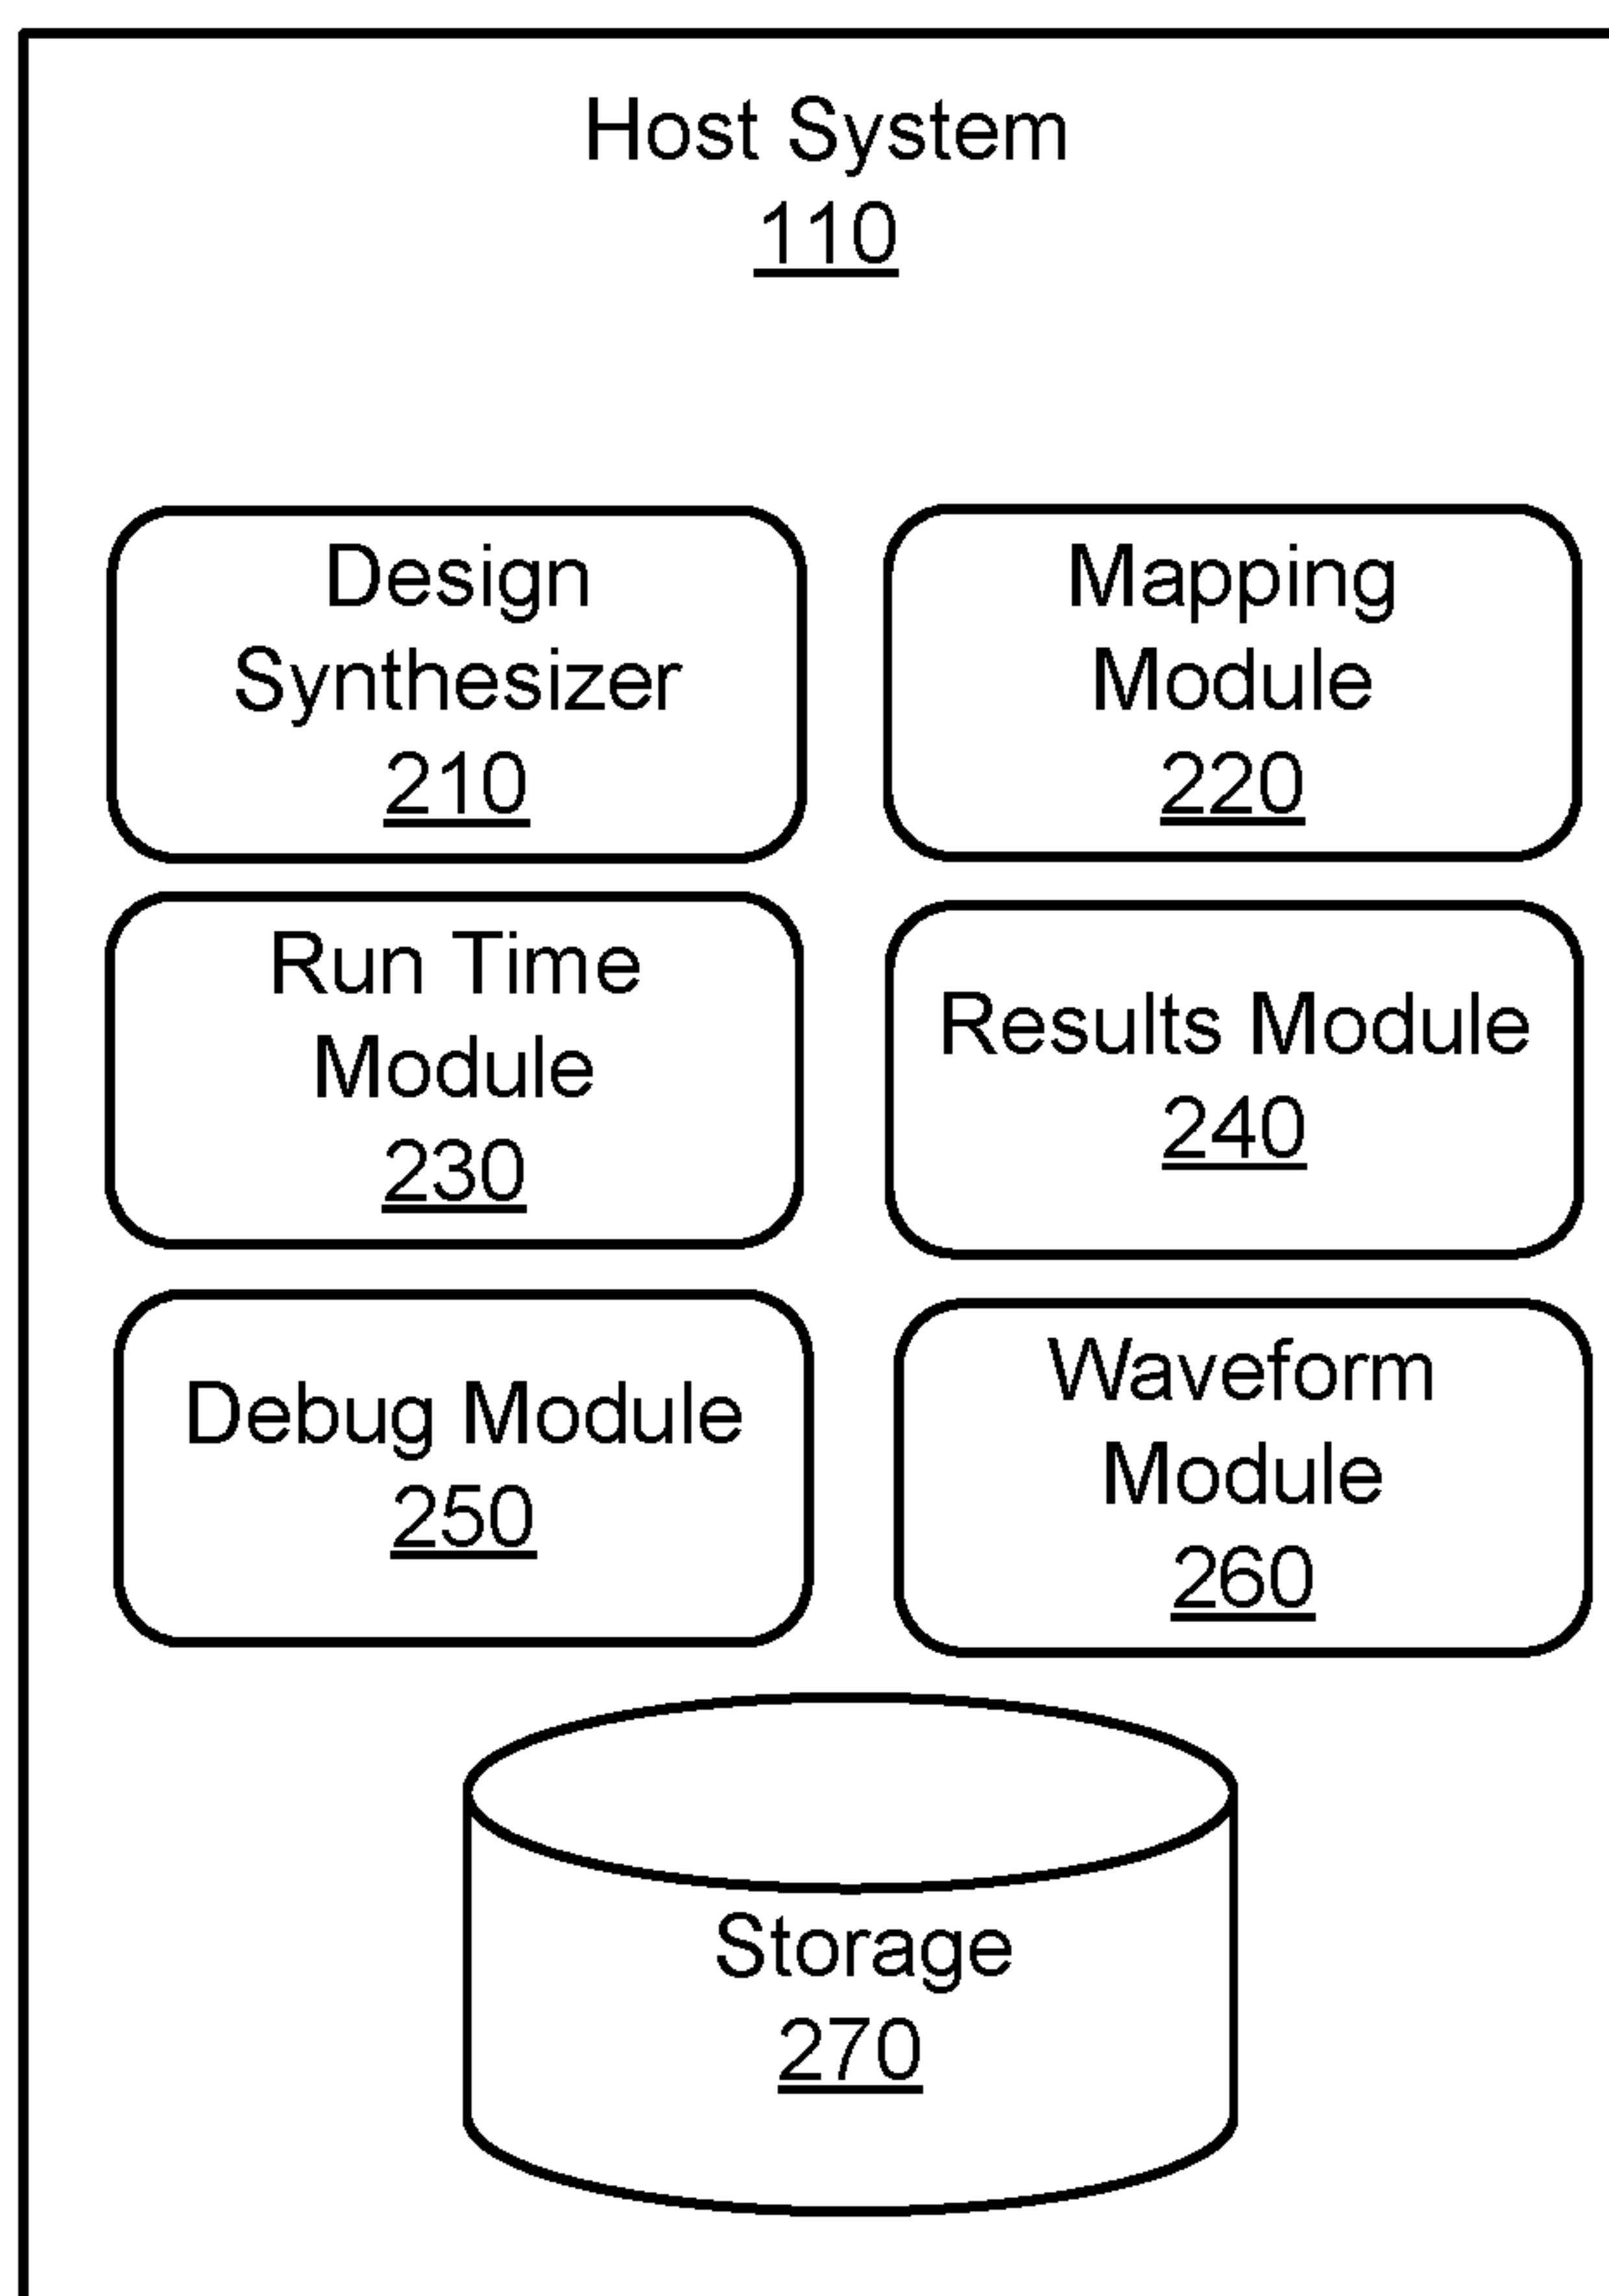 Host System
110
Design
Synthesizer
210
Mapping
Module
220
Run Time
Module
230
Results Module
240
Debug Module
250
Waveform
Module
260
Storage
270